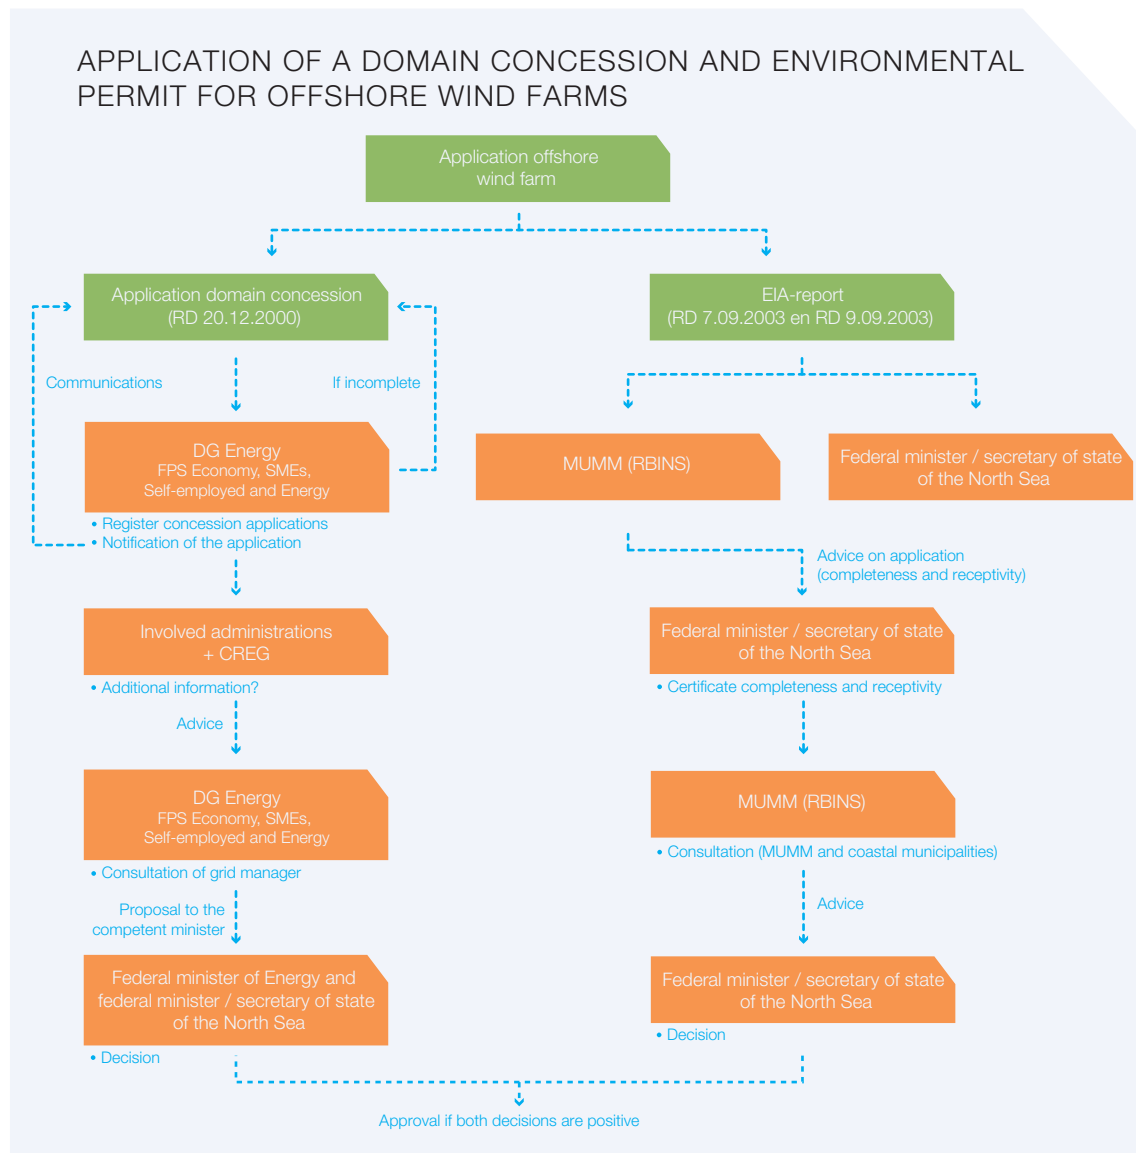 APPLICATION OF A DOMAIN CONCESSION AND ENVIRONMENTAL
PERMIT FOR OFFSHORE WIND FARMS
Application offshore
wind farm
Application domain concession
(RD 20.12.2000)
EIA-report
(RD 7.09.2003 en RD 9.09.2003)
Communications
If incomplete
DG Energy
FPS Economy, SMEs,
Self-employed and Energy
• Register concession applications
• Notification of the application
MUMM (RBINS)
Federal minister / secretary of state
of the North Sea
Advice on application
(completeness and receptivity)
Involved administrations
+ CREG
• Additional information?
Federal minister / secretary of state
of the North Sea
• Certificate completeness and receptivity
Advice
DG Energy
FPS Economy, SMEs,
Self-employed and Energy
• Consultation of grid manager
MUMM (RBINS)
• Consultation (MUMM and coastal municipalities)
Proposal to the
competent minister
Advice
Federal minister of Energy and
federal minister / secretary of state
of the North Sea
• Decision
Federal minister / secretary of state
of the North Sea
• Decision
Approval if both decisions are positive